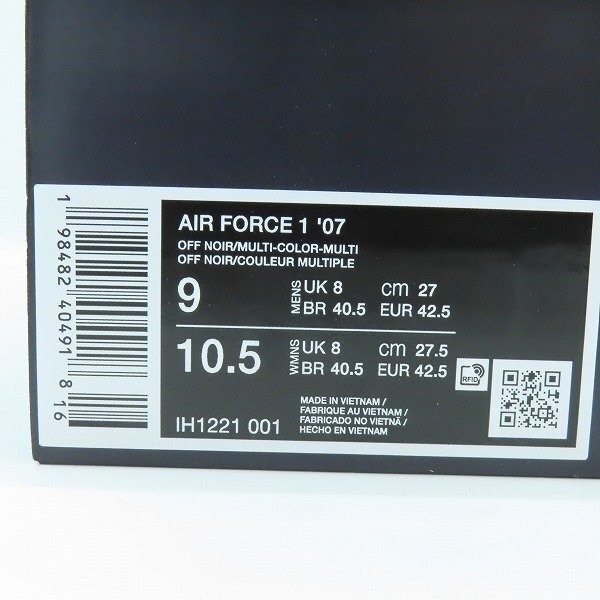 AIR FORCE 1 '07
OFF NOIR/MULTI-COLOR-MULTI
OFF NOIR/COULEUR MULTIPLE
9 MENS UK 8 cm 27
BR 40.5 EUR 42.5
10.5 WMNS UK 8 cm 27.5
BR 40.5 EUR 42.5
RFID
MADE IN VIETNAM /
FABRIQUE AU VIETNAM /
FABRICADO NO VIETNÃ /
HECHO EN VIETNAM
IH1221 001
1 98482 40491 8 16